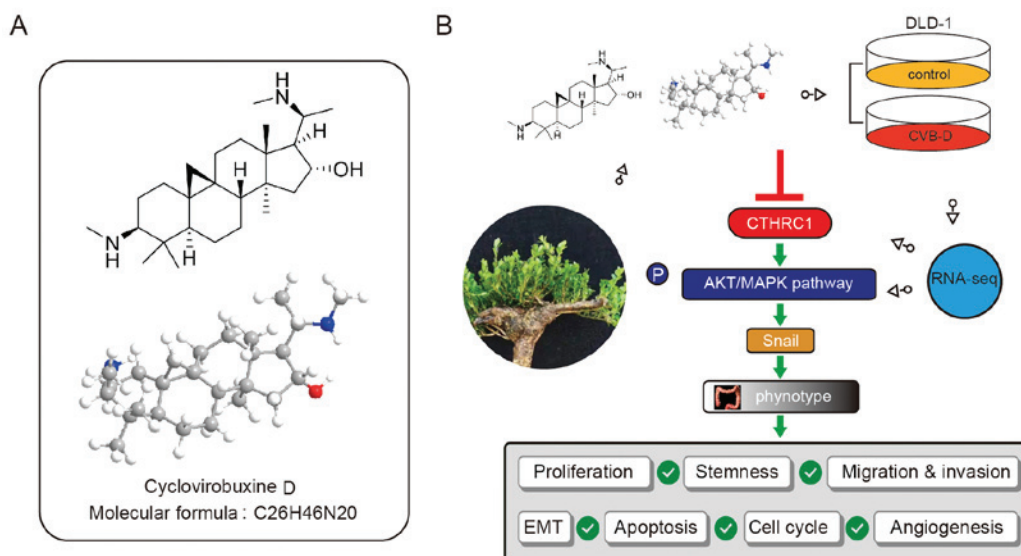 A
H
N
H
H
OH
H
N
H
H
Cyclovirobuxine D
Molecular formula : C26H46N20
B
DLD-1
control
CVB-D
H
N
H
H
OH
H
N
H
H
CTHRC1
P
AKT/MAPK pathway
RNA-seq
Snail
phynotype
Proliferation Stemness Migration & invasion
EMT Apoptosis Cell cycle Angiogenesis